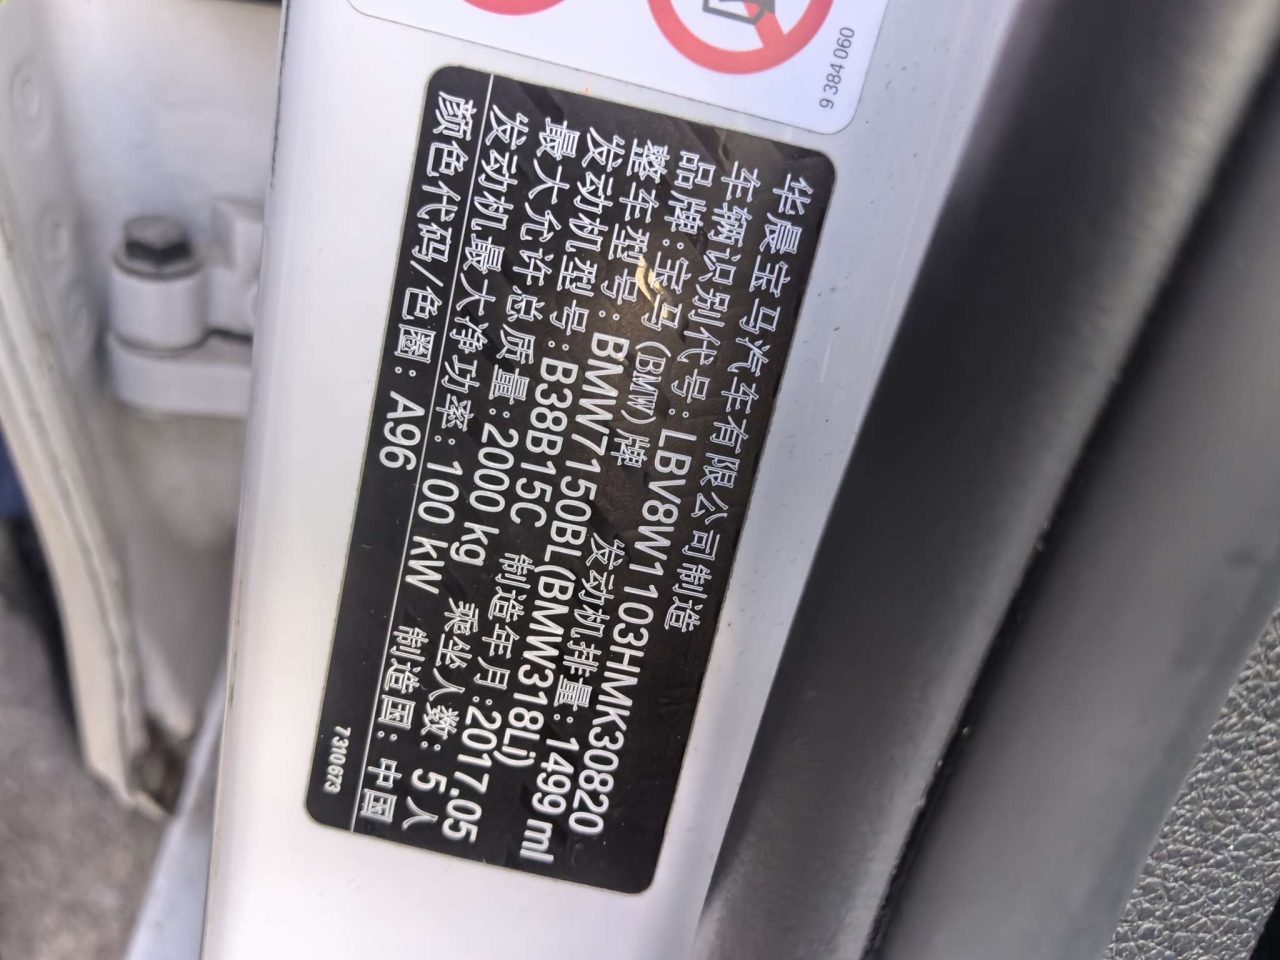 9 384 060
华晨宝马汽车有限公司制造
车辆识别代号：LBV8W1103HMK30820
品牌：宝马（BMW）牌
整车型号：BMW7150BL(BMW318Li)
发动机型号：B38B15C 发动机排量：1499 ml
最大允许总质量：2000 kg 制造年月：2017.05
发动机最大净功率：100 kW 乘坐人数：5人
颜色代码/色圈：A96 制造国：中国
7310673